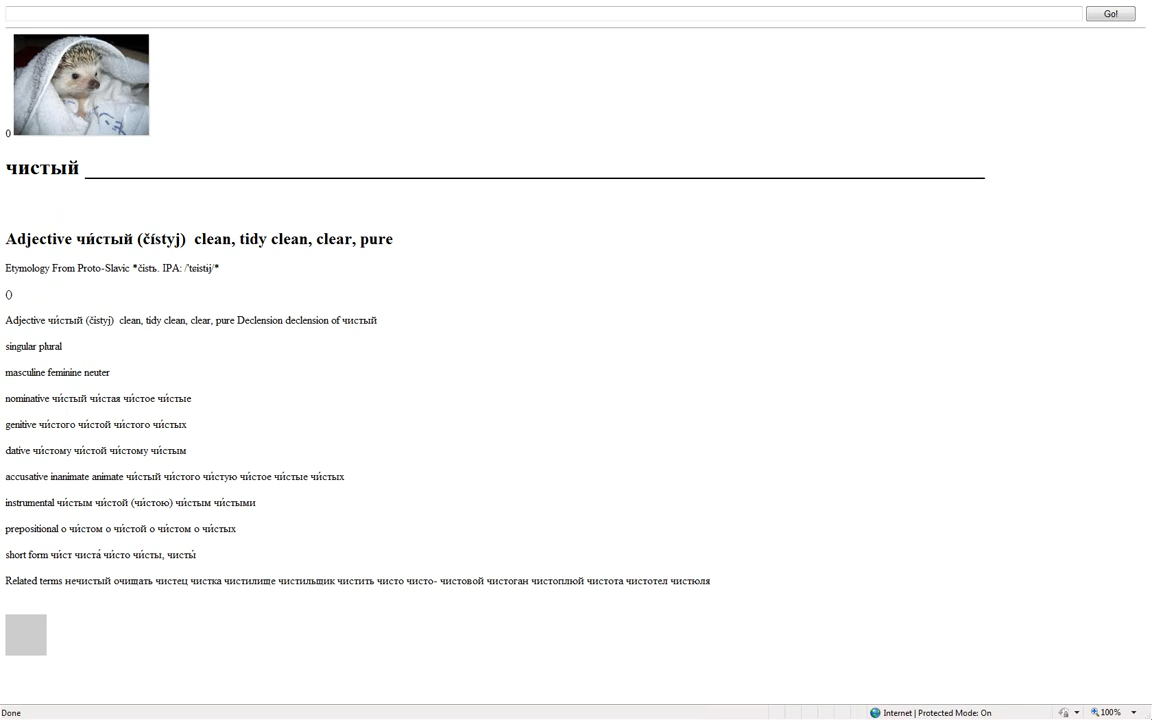 Go!
0
чистый
Adjective чи́стый (čístyj)  clean, tidy clean, clear, pure
Etymology From Proto-Slavic *čistъ. IPA: /'tɕistɨj/*
()
Adjective чи́стый (čístyj)  clean, tidy clean, clear, pure Declension declension of чистый
singular plural
masculine feminine neuter
nominative чи́стый чи́стая чи́стое чи́стые
genitive чи́стого чи́стой чи́стого чи́стых
dative чи́стому чи́стой чи́стому чи́стым
accusative inanimate animate чи́стый чи́стого чи́стую чи́стое чи́стые чи́стых
instrumental чи́стым чи́стой (чи́стою) чи́стым чи́стыми
prepositional о чи́стом о чи́стой о чи́стом о чи́стых
short form чи́ст чиста́ чи́сто чи́сты, чисты́
Related terms нечистый очищать чистец чистка чистилище чистильщик чистить чисто чисто- чистовой чистоган чистоплюй чистота чистотел чистюля
Done
Internet | Protected Mode: On
100%